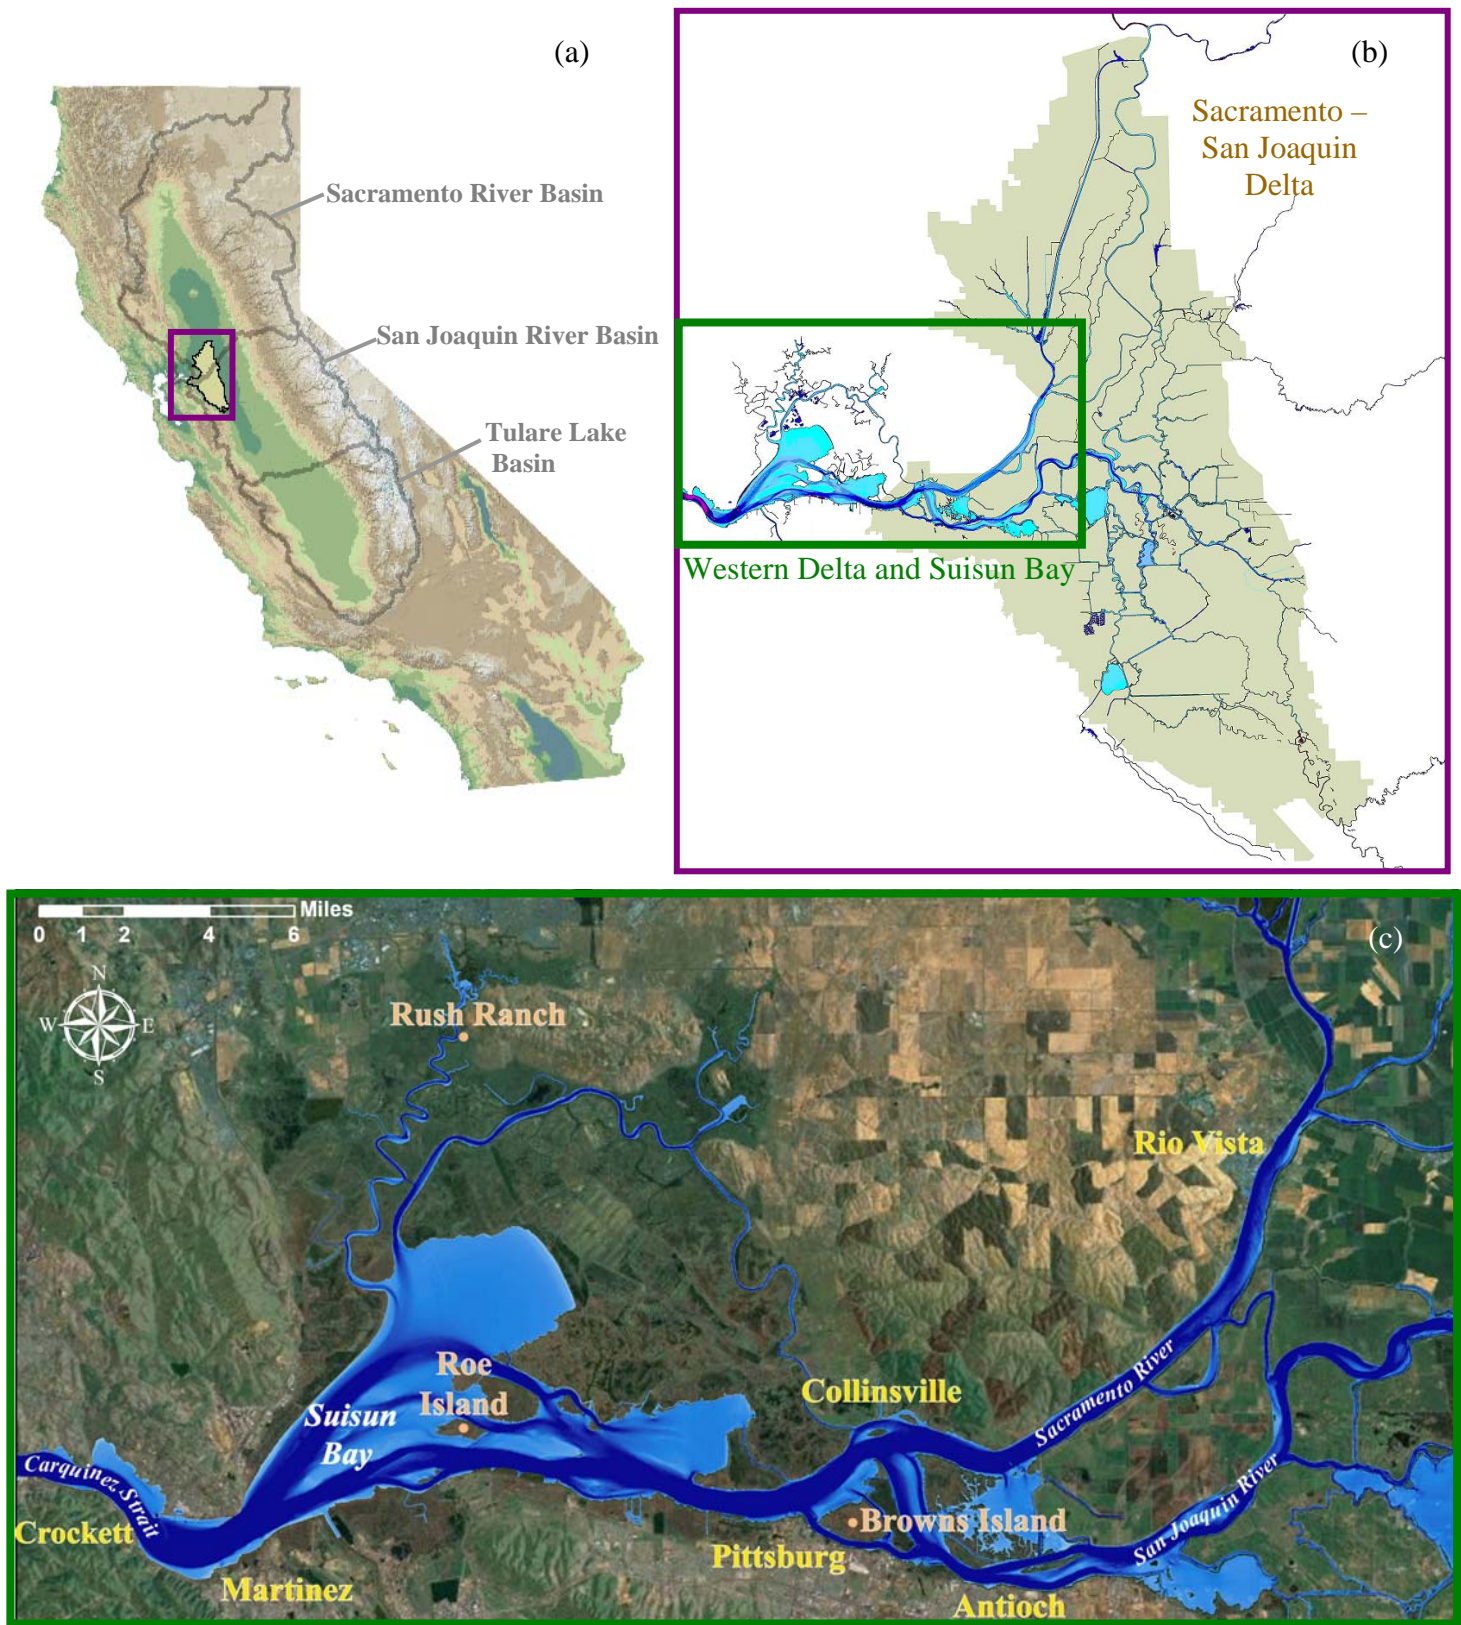 (a)
Sacramento River Basin
San Joaquin River Basin
Tulare Lake
Basin
(b)
Sacramento –
San Joaquin
Delta
Western Delta and Suisun Bay
Miles
0 1 2 4 6
(c)
N
W E
S
Rush Ranch
Rio Vista
Roe
Island
Suisun
Bay
Collinsville
Sacramento River
Carquinez Strait
Crockett
Browns Island
San Joaquin River
Pittsburg
Martinez
Antioch